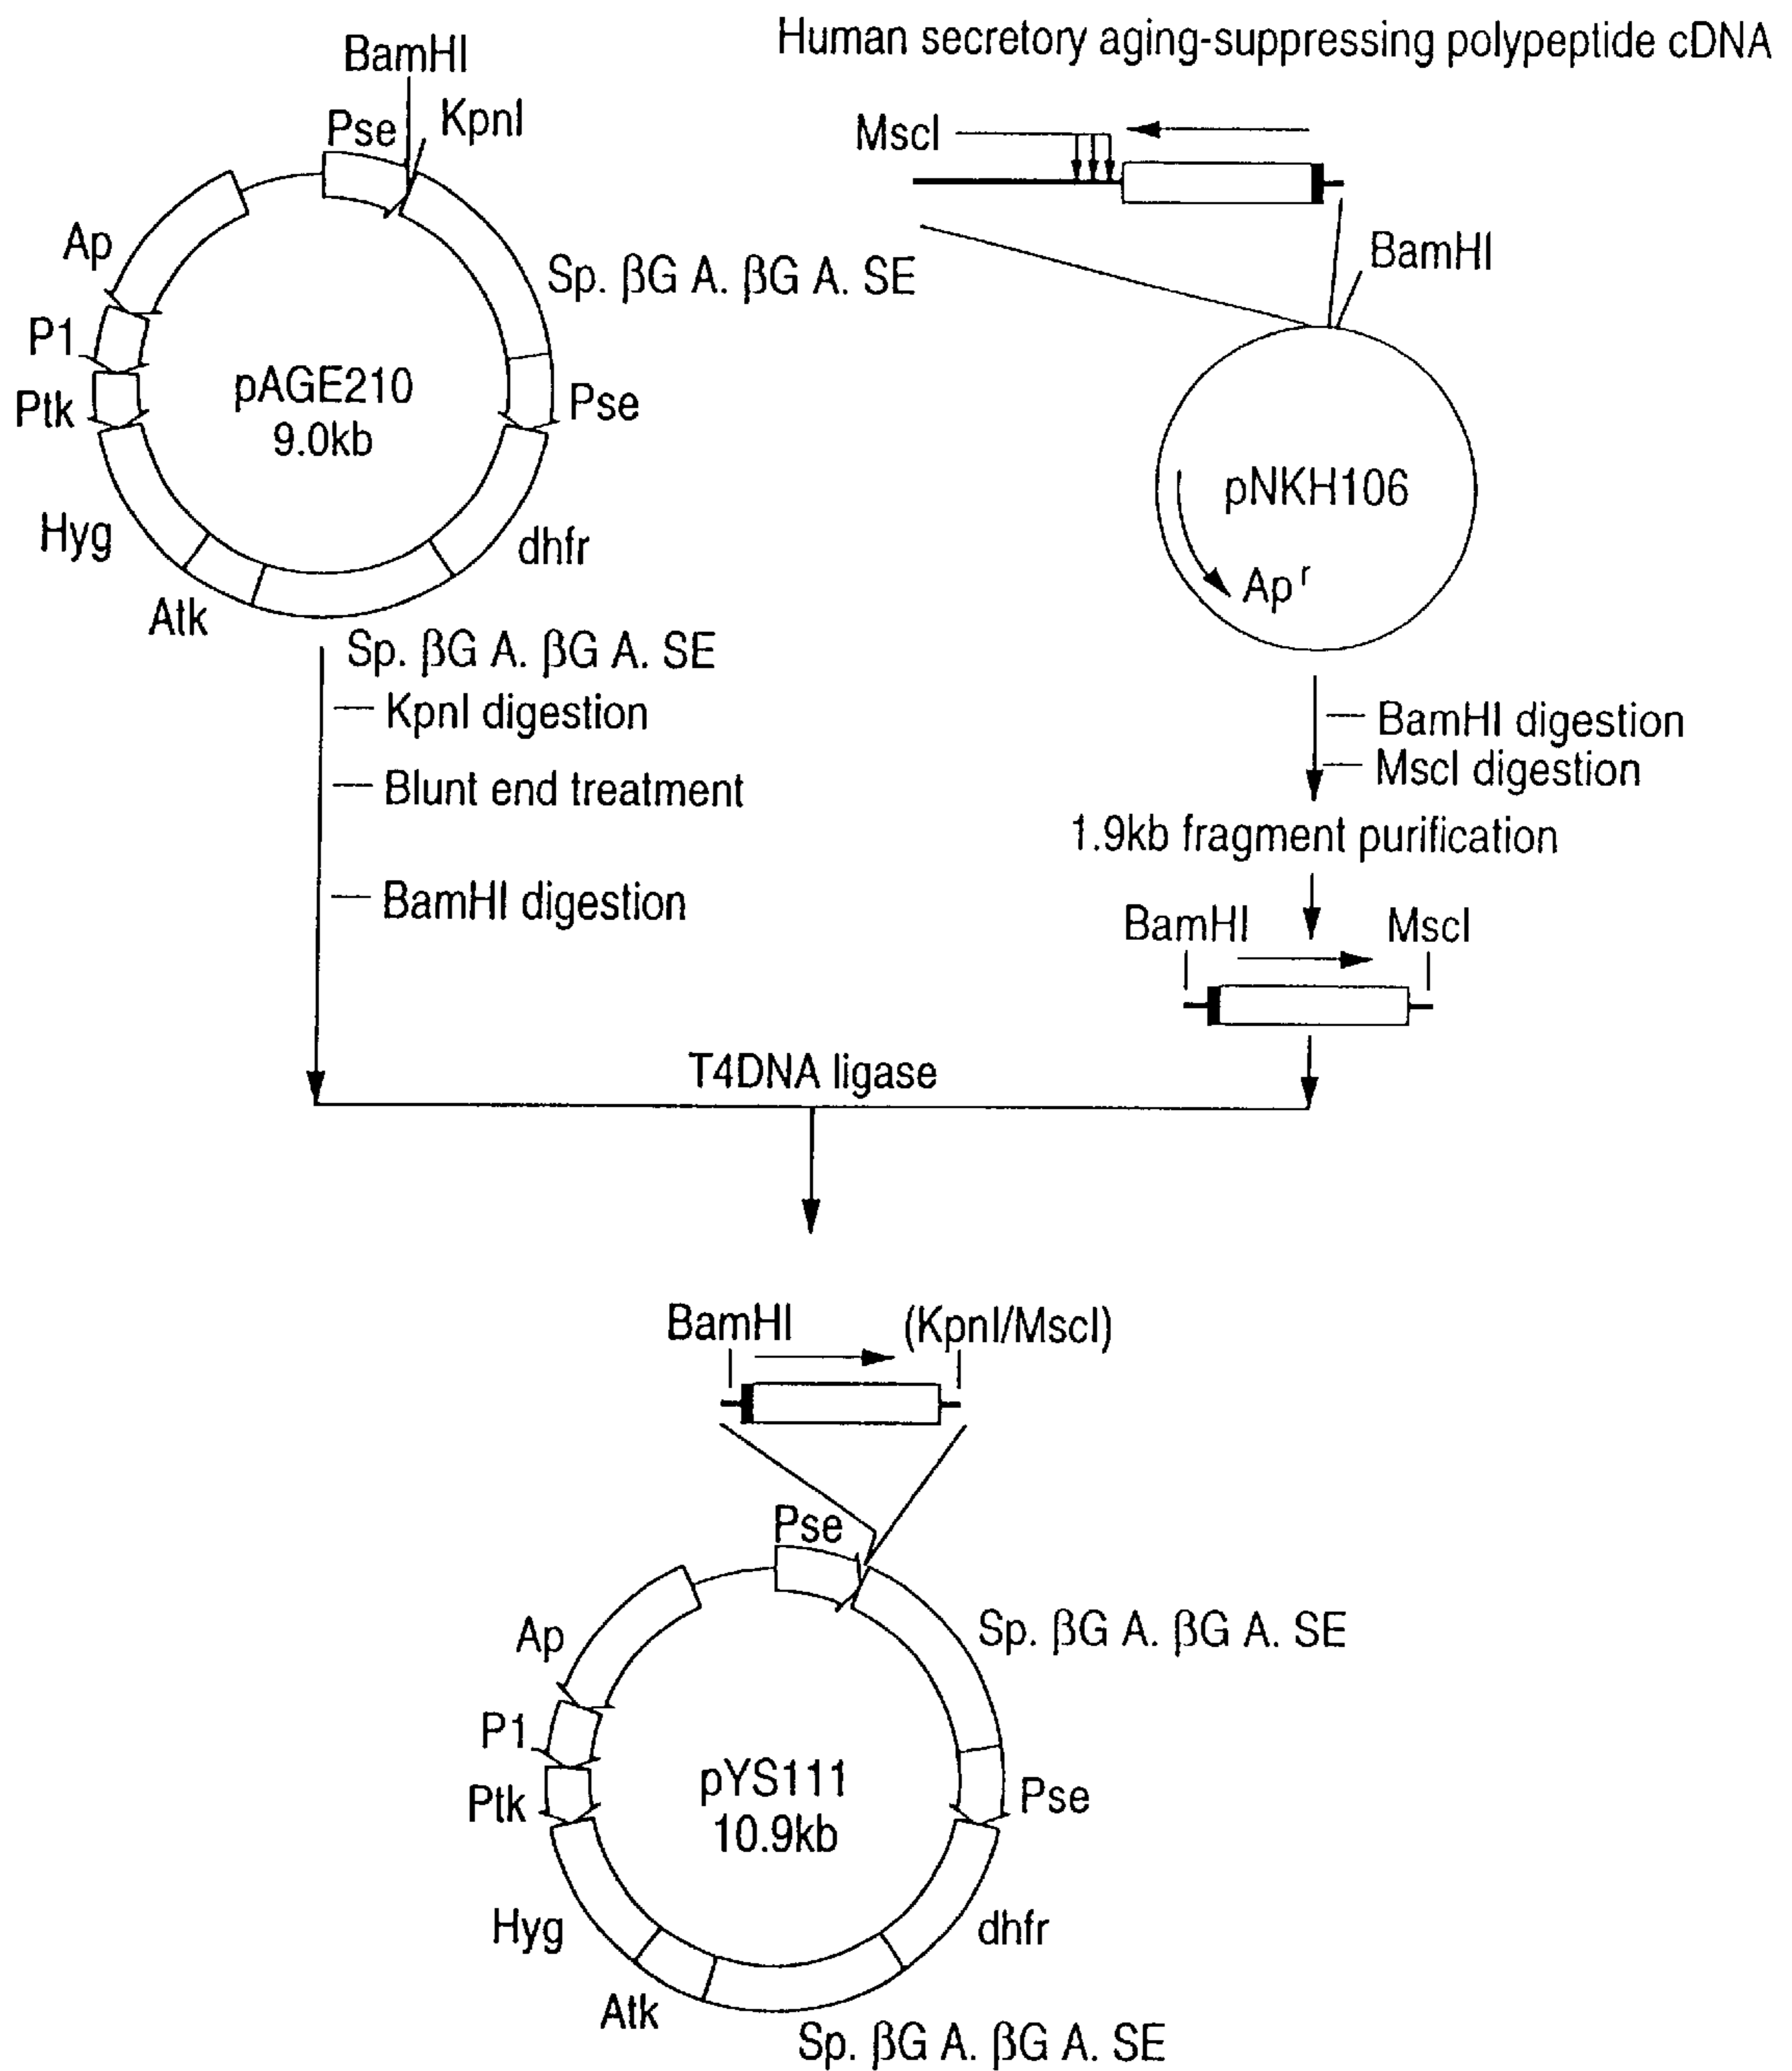 Human secretory aging-suppressing polypeptide cDNA
BamHI
Pse
KpnI
Ap
P1
Ptk
Hyg
Atk
Sp. βG A. βG A. SE
Pse
dhfr
Sp. βG A. βG A. SE
pAGE210
9.0kb
MscI
BamHI
pNKH106
Ap r
KpnI digestion
Blunt end treatment
BamHI digestion
BamHI digestion
MscI digestion
1.9kb fragment purification
BamHI
MscI
T4DNA ligase
BamHI
(KpnI/MscI)
Pse
Ap
P1
Ptk
Hyg
Atk
Sp. βG A. βG A. SE
Pse
dhfr
Sp. βG A. βG A. SE
pYS111
10.9kb